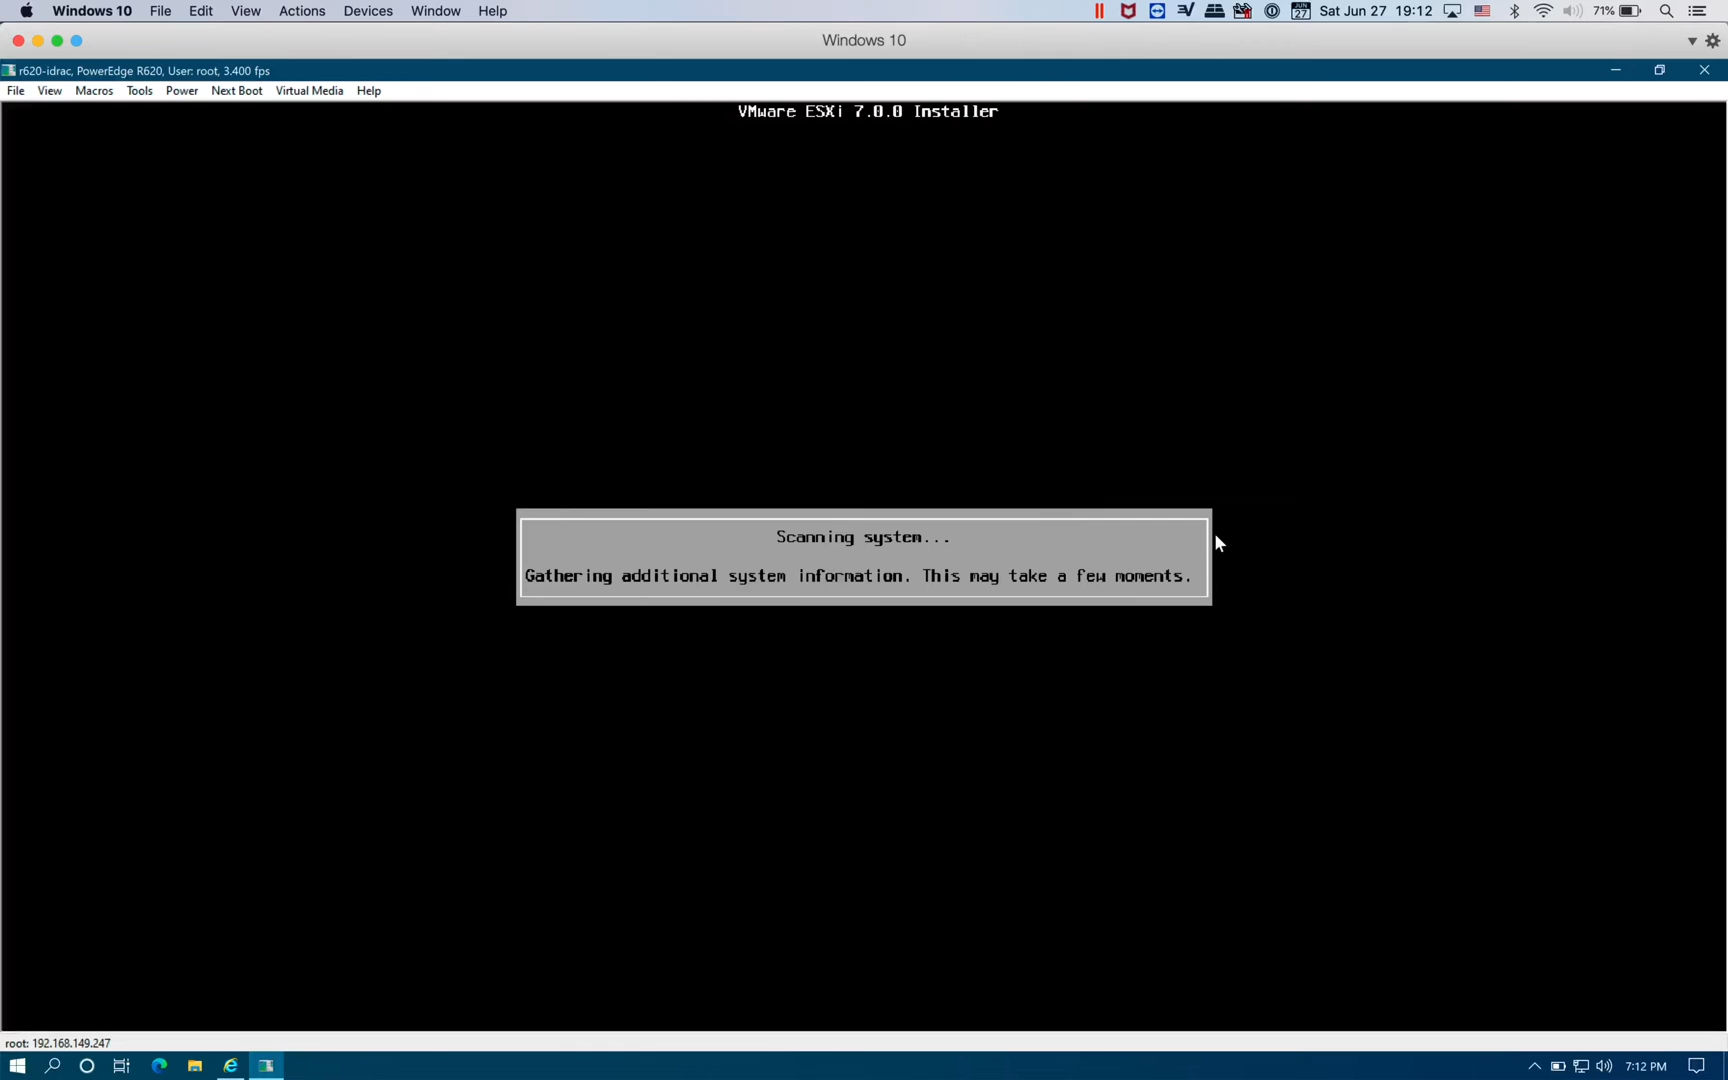 Windows 10 File Edit View Actions Devices Window Help JUN 27 Sat Jun 27 19:12 71%
Windows 10
r620-idrac, PowerEdge R620, User: root, 3.400 fps
File View Macros Tools Power Next Boot Virtual Media Help
VMware ESXi 7.0.0 Installer
Scanning system...
Gathering additional system information. This may take a few moments.
root: 192.168.149.247
7:12 PM